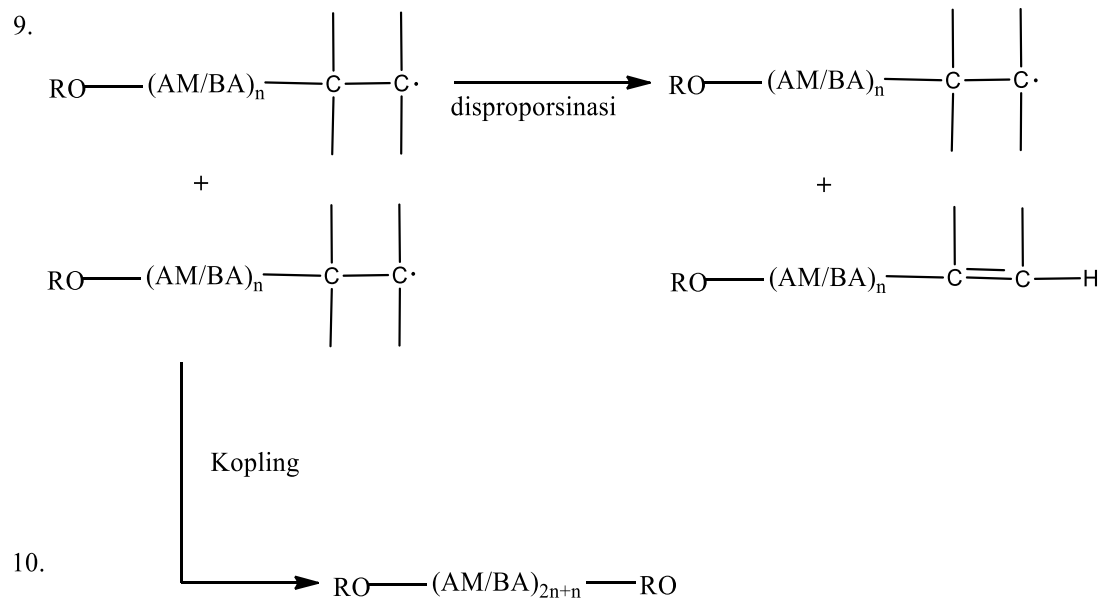 9.
RO—(AM/BA)n—C—C· disproporsinasi RO—(AM/BA)n—C—C·
+ +
RO—(AM/BA)n—C—C· RO—(AM/BA)n—C=C—H
Kopling
10.
RO—(AM/BA)2n+n—RO